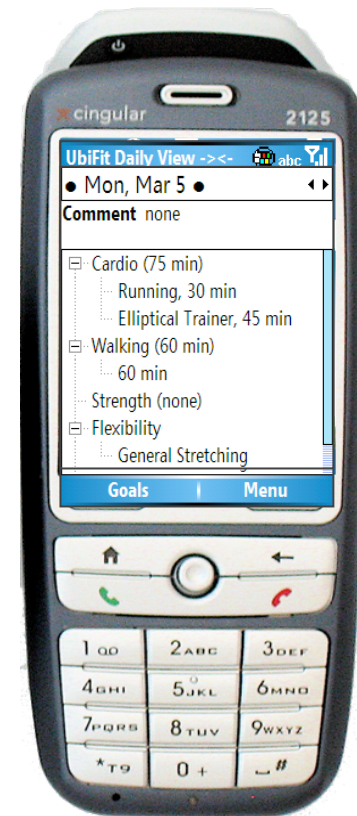 cingular
2125
UbiFit Daily View -><- abc
● Mon, Mar 5 ●
Comment none
Cardio (75 min)
Running, 30 min
Elliptical Trainer, 45 min
Walking (60 min)
60 min
Strength (none)
Flexibility
General Stretching
Goals Menu
1 2ABC 3DEF
4GHI 5JKL 6MNO
7PQRS 8TUV 9WXYZ
*T9 0 + #